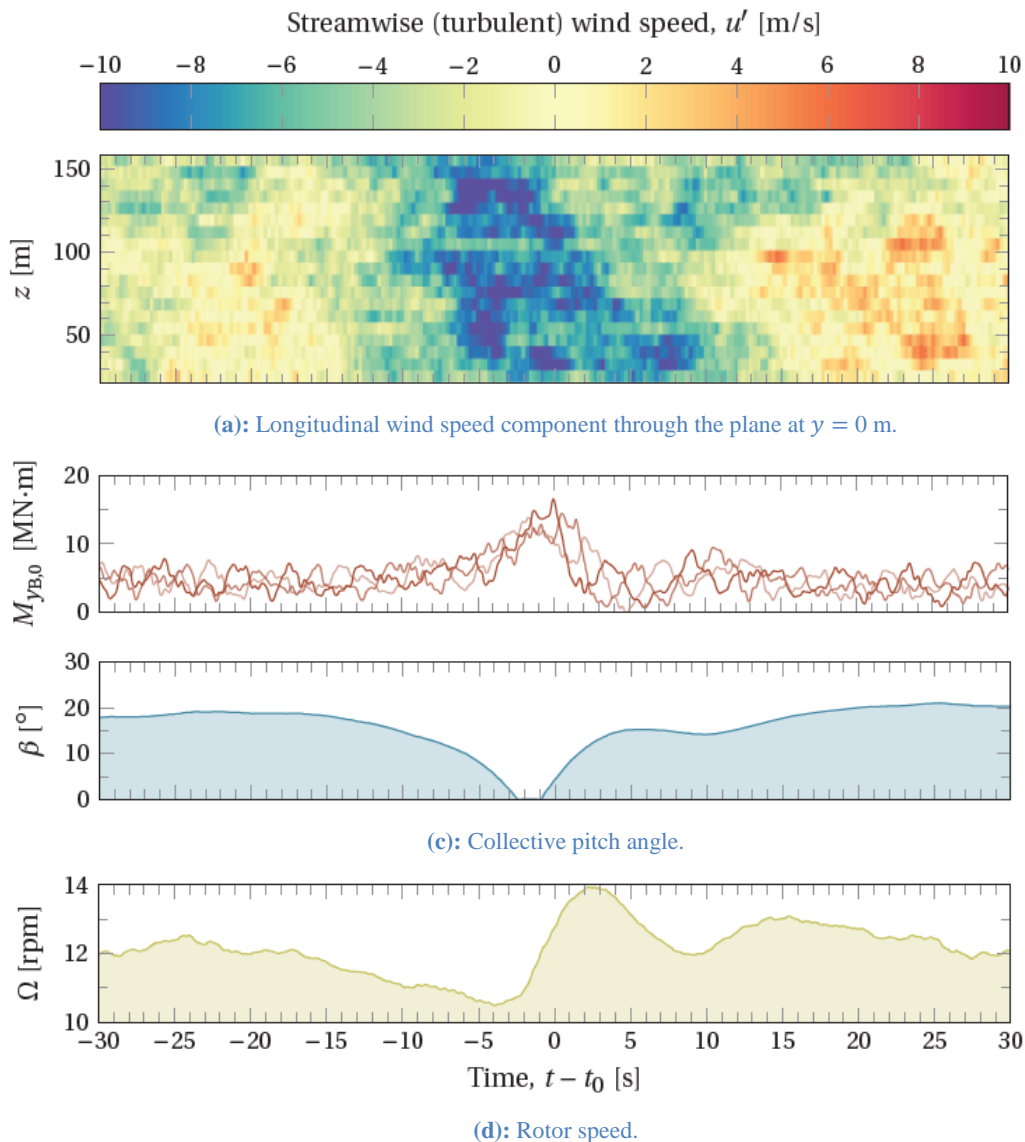 Streamwise (turbulent) wind speed, u′ [m/s]
−10 −8 −6 −4 −2 0 2 4 6 8 10
150
100
50
z [m]
(a): Longitudinal wind speed component through the plane at y = 0 m.
20
10
0
M_yB,0 [MN·m]
30
20
10
0
β [°]
(c): Collective pitch angle.
14
12
10
Ω [rpm]
−30 −25 −20 −15 −10 −5 0 5 10 15 20 25 30
Time, t − t₀ [s]
(d): Rotor speed.